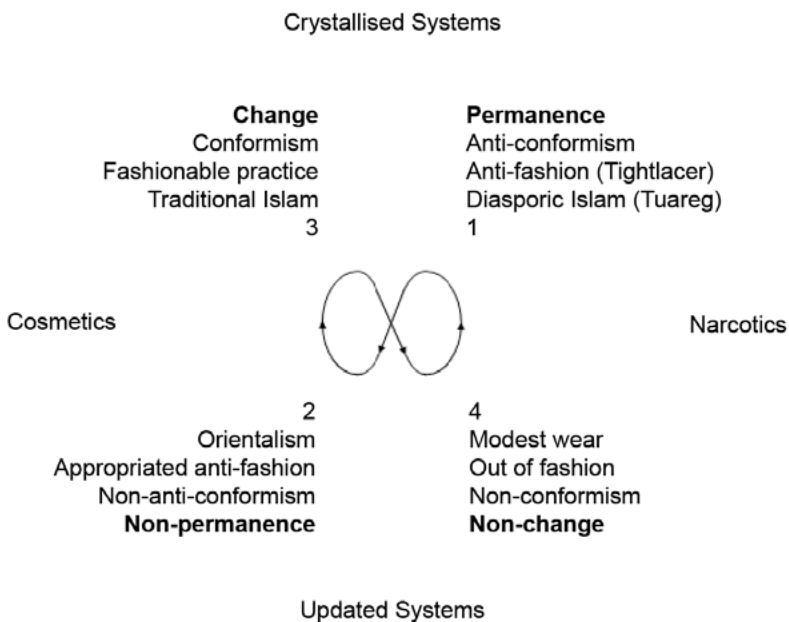 Crystallised Systems
Change
Conformism
Fashionable practice
Traditional Islam
3
Permanence
Anti-conformism
Anti-fashion (Tightlacer)
Diasporic Islam (Tuareg)
1
Cosmetics
Narcotics
2
Orientalism
Appropriated anti-fashion
Non-anti-conformism
Non-permanence
4
Modest wear
Out of fashion
Non-conformism
Non-change
Updated Systems